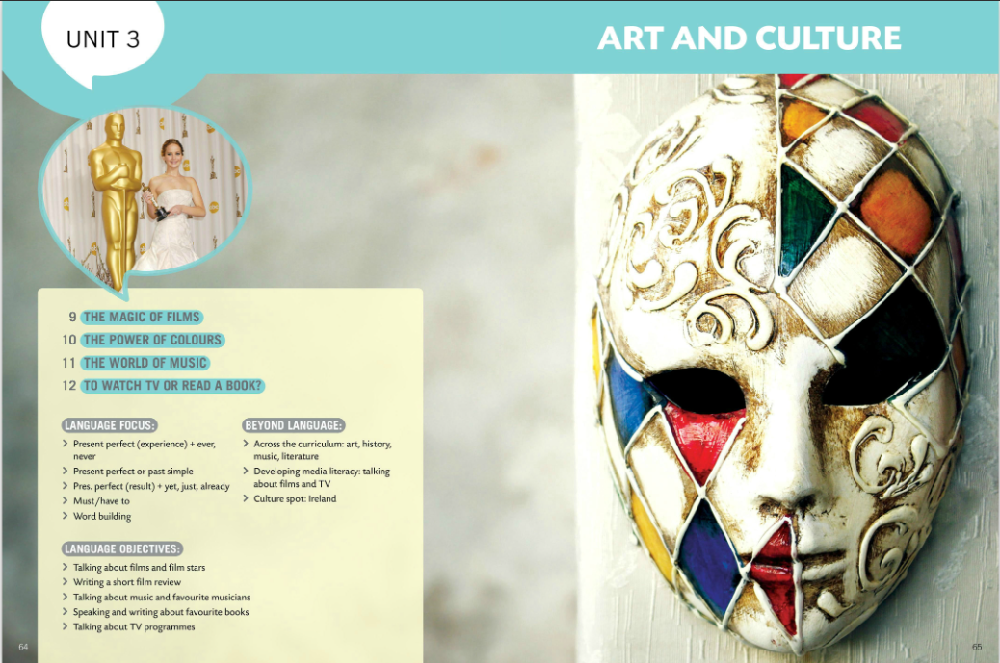 UNIT 3
ART AND CULTURE
9 THE MAGIC OF FILMS
10 THE POWER OF COLOURS
11 THE WORLD OF MUSIC
12 TO WATCH TV OR READ A BOOK?
LANGUAGE FOCUS:
> Present perfect (experience) + ever,
never
> Present perfect or past simple
> Pres. perfect (result) + yet, just, already
> Must/have to
> Word building
BEYOND LANGUAGE:
> Across the curriculum: art, history,
music, literature
> Developing media literacy: talking
about films and TV
> Culture spot: Ireland
LANGUAGE OBJECTIVES:
> Talking about films and film stars
> Writing a short film review
> Talking about music and favourite musicians
> Speaking and writing about favourite books
> Talking about TV programmes
64
65